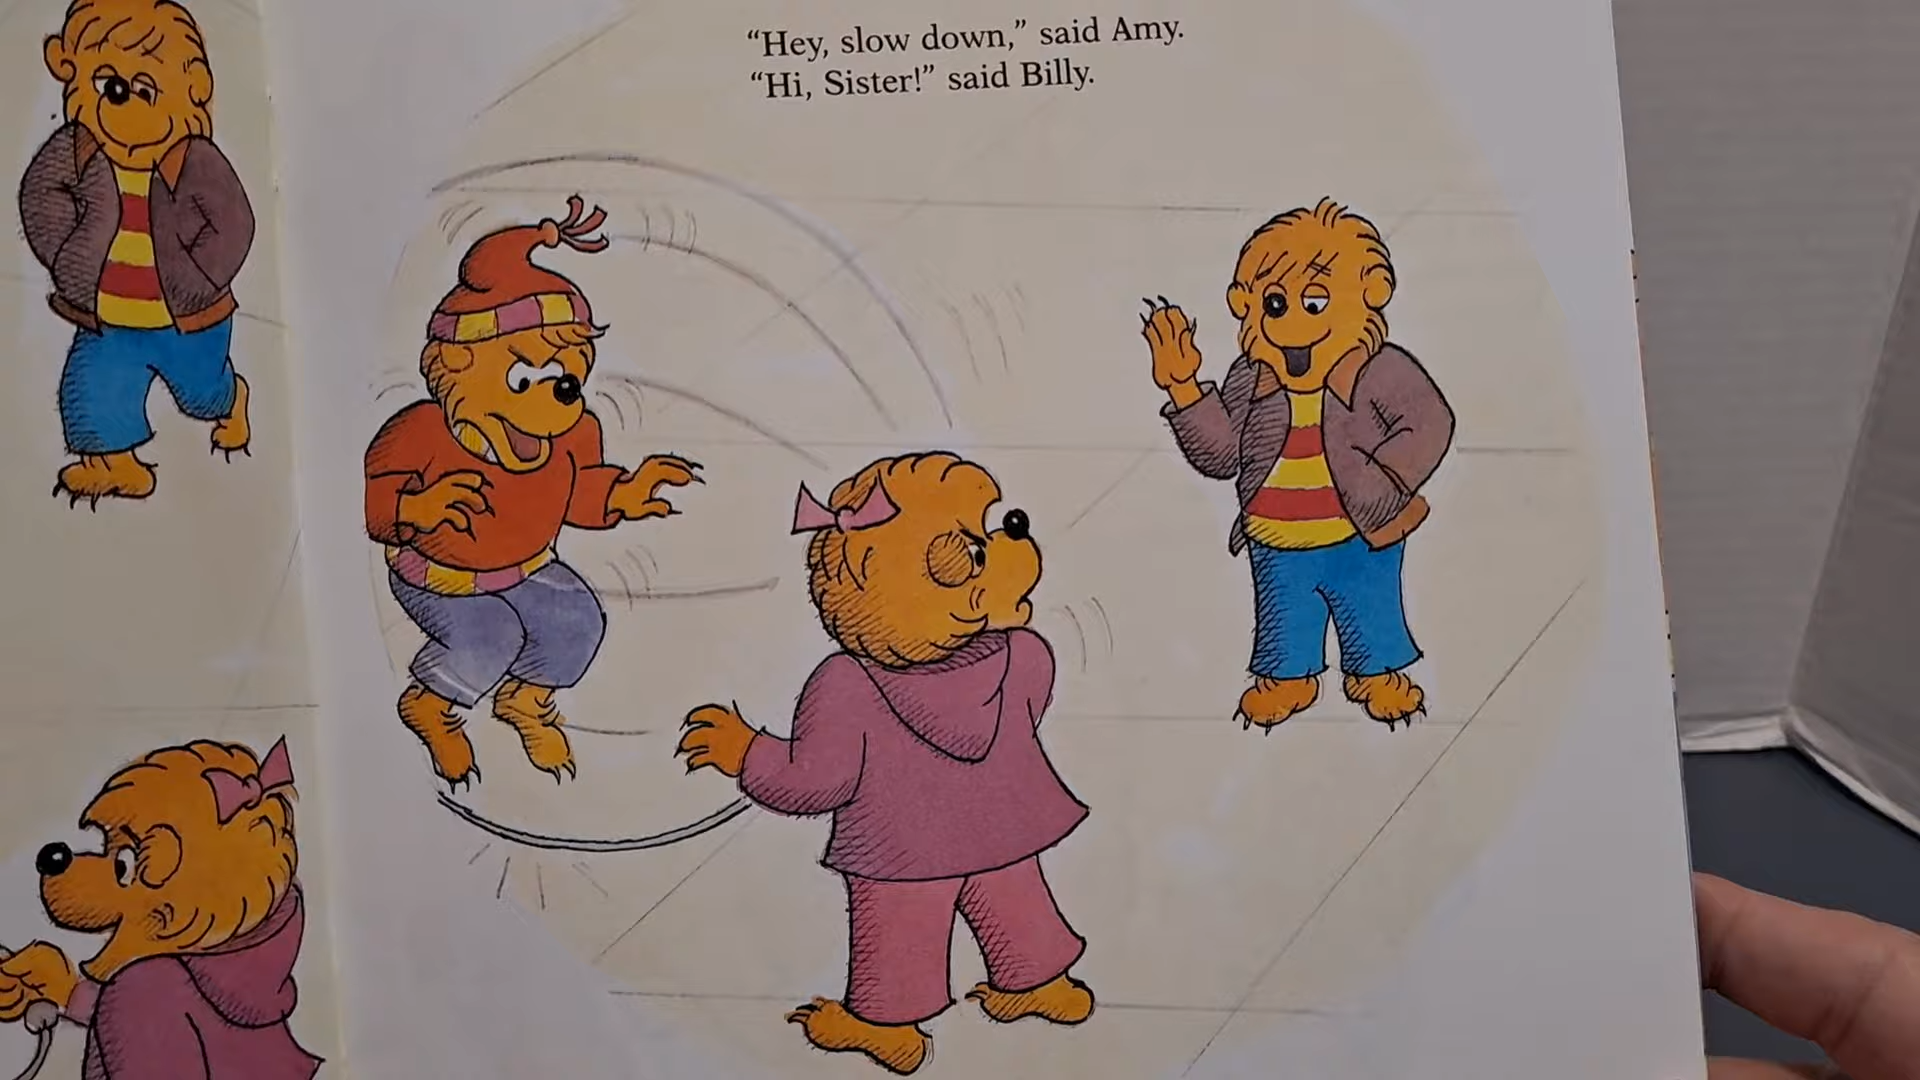 “Hey, slow down,” said Amy.
“Hi, Sister!” said Billy.